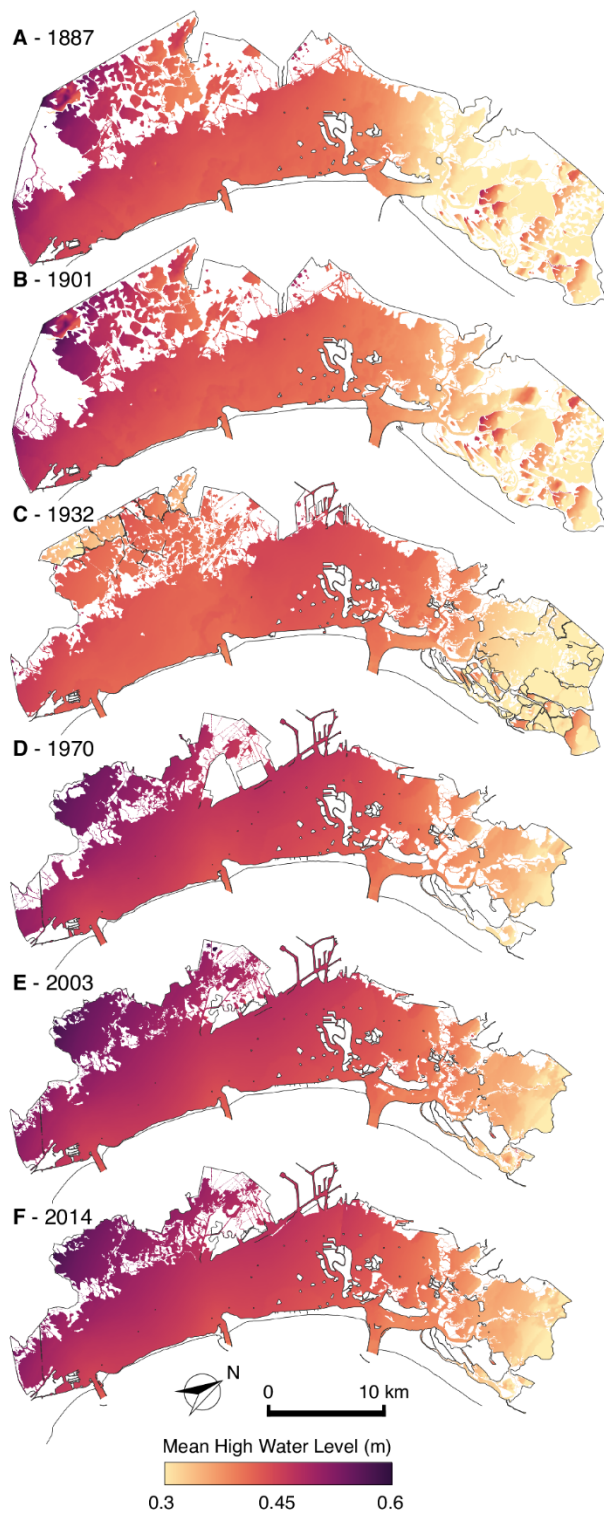 A - 1887
B - 1901
C - 1932
D - 1970
E - 2003
F - 2014
N
0 10 km
Mean High Water Level (m)
0.3 0.45 0.6